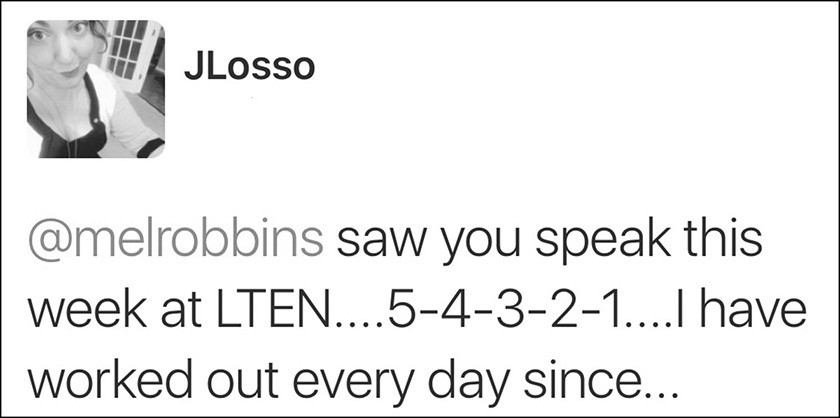 JLosso
@melrobbins saw you speak this
week at LTEN....5-4-3-2-1....I have
worked out every day since...